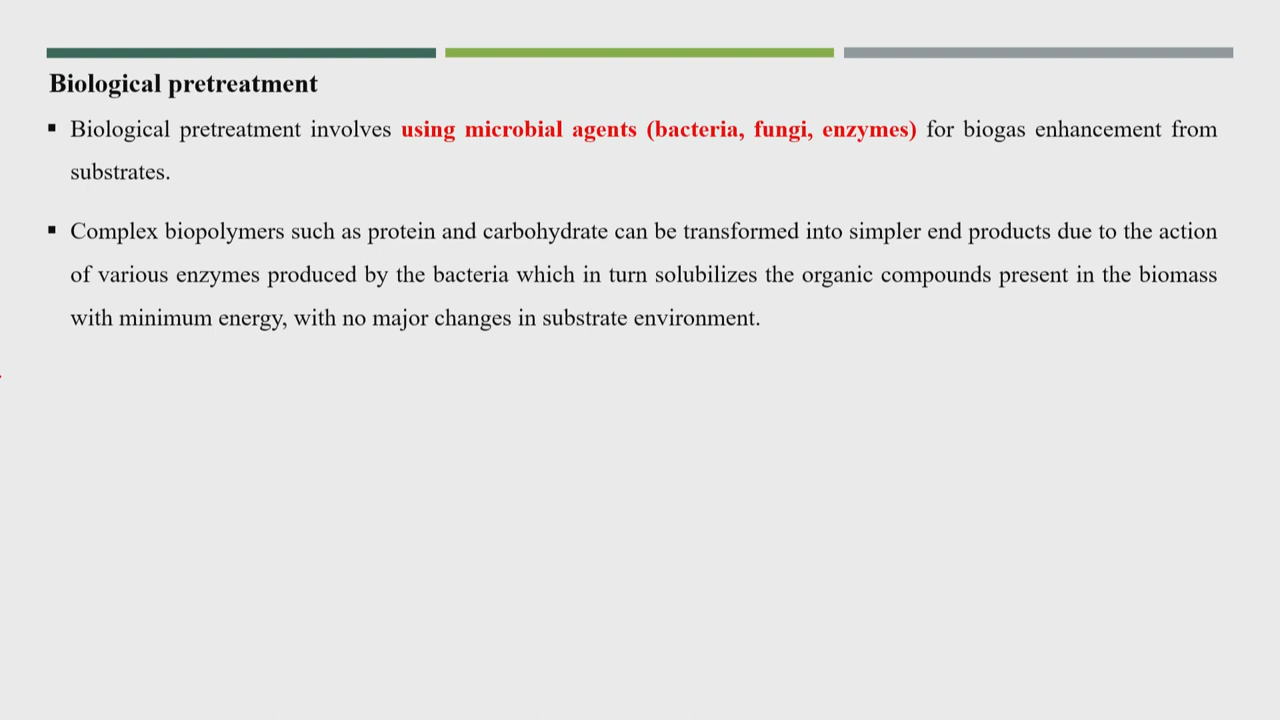 Biological pretreatment
▪ Biological pretreatment involves using microbial agents (bacteria, fungi, enzymes) for biogas enhancement from
substrates.
▪ Complex biopolymers such as protein and carbohydrate can be transformed into simpler end products due to the action
of various enzymes produced by the bacteria which in turn solubilizes the organic compounds present in the biomass
with minimum energy, with no major changes in substrate environment.